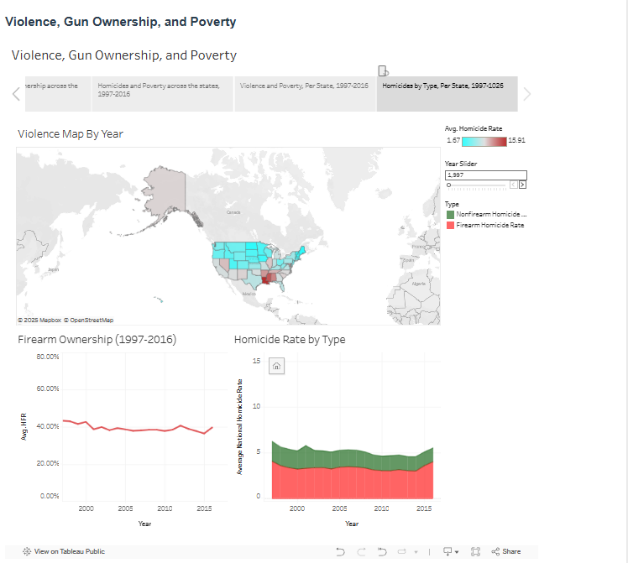 Violence, Gun Ownership, and Poverty
Violence, Gun Ownership, and Poverty
ership across the
Homicides and Poverty across the states,
1997-2016
Violence and Poverty, Per State, 1997-2016
Homicides by Type, Per State, 1997-1026
Violence Map By Year
Avg. Homicide Rate
1.67
15.91
Year Slider
1,997
Type
Nonfirearm Homicide ...
Firearm Homicide Rate
Canada
France
Spain
Algeria
Mexico
© 2025 Mapbox © OpenStreetMap
Firearm Ownership (1997-2016)
Homicide Rate by Type
80.00%
60.00%
40.00%
20.00%
0.00%
Avg. HFR
2000
2005
2010
2015
Year
15
10
5
0
Average National Homicide Rate
2000
2005
2010
2015
Year
View on Tableau Public
Share